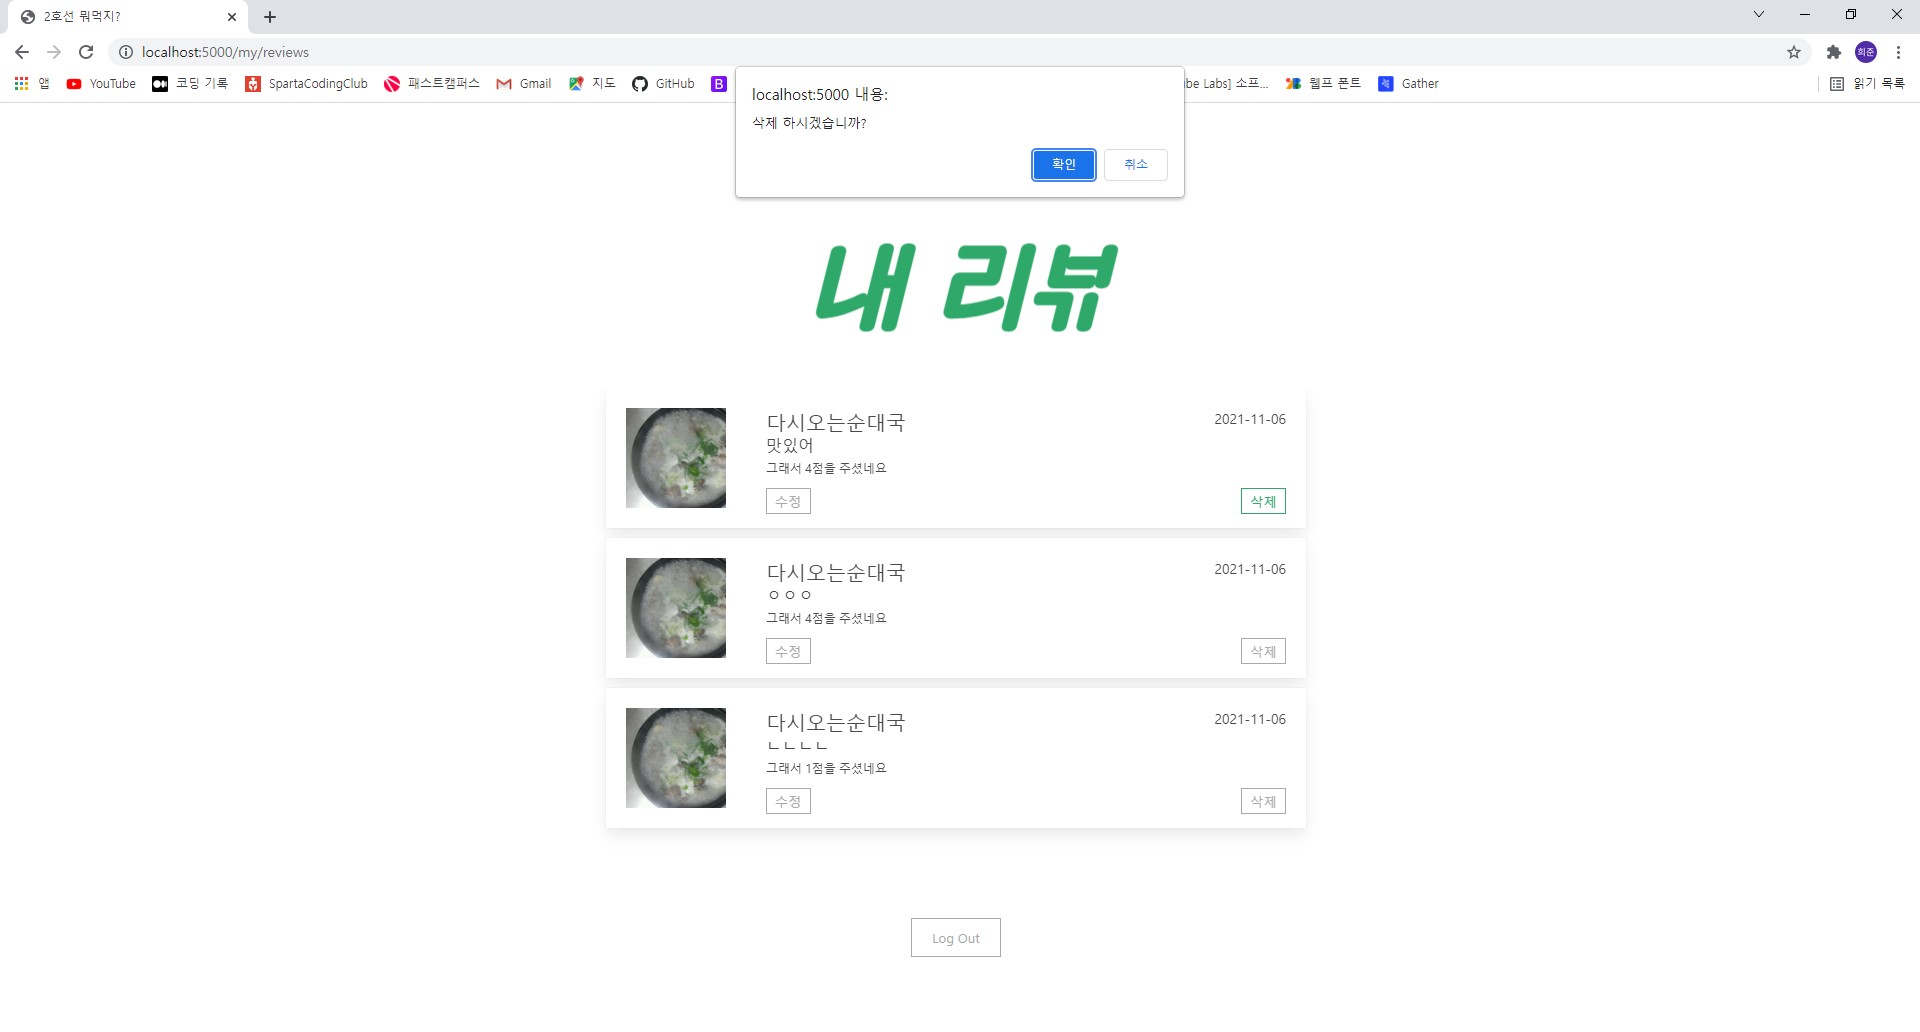 2호선 뭐먹지?
localhost:5000/my/reviews
희준
앱 YouTube 코딩 기록 SpartaCodingClub 패스트캠퍼스 Gmail 지도 GitHub B
be Labs] 소프... 웹프 폰트 Gather 읽기 목록
localhost:5000 내용:
삭제 하시겠습니까?
확인 취소
내 리뷰
다시오는순대국 2021-11-06
맛있어
그래서 4점을 주셨네요
수정 삭제
다시오는순대국 2021-11-06
ㅇㅇㅇ
그래서 4점을 주셨네요
수정 삭제
다시오는순대국 2021-11-06
ㄴㄴㄴㄴ
그래서 1점을 주셨네요
수정 삭제
Log Out